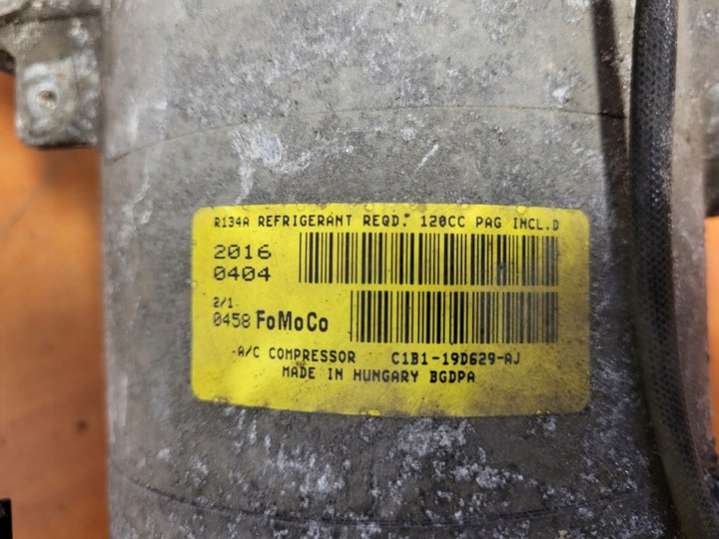 R134A REFRIGERANT REQD. 120CC PAG INCL.D
2016
0404
2/1
0458 FoMoCo
A/C COMPRESSOR C1B1-19D629-AJ
MADE IN HUNGARY BGDPA